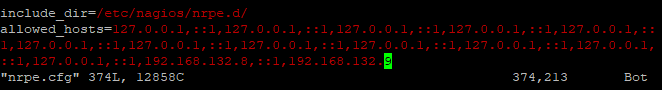 include_dir=/etc/nagios/nrpe.d/
allowed_hosts=127.0.0.1,::1,127.0.0.1,::1,127.0.0.1,::1,127.0.0.1,::1,127.0.0.1,::
1,127.0.0.1,::1,127.0.0.1,::1,127.0.0.1,::1,127.0.0.1,::1,127.0.0.1,::1,127.0.0.1,
::1,127.0.0.1,::1,192.168.132.8,::1,192.168.132.9
"nrpe.cfg" 374L, 12858C 374,213 Bot